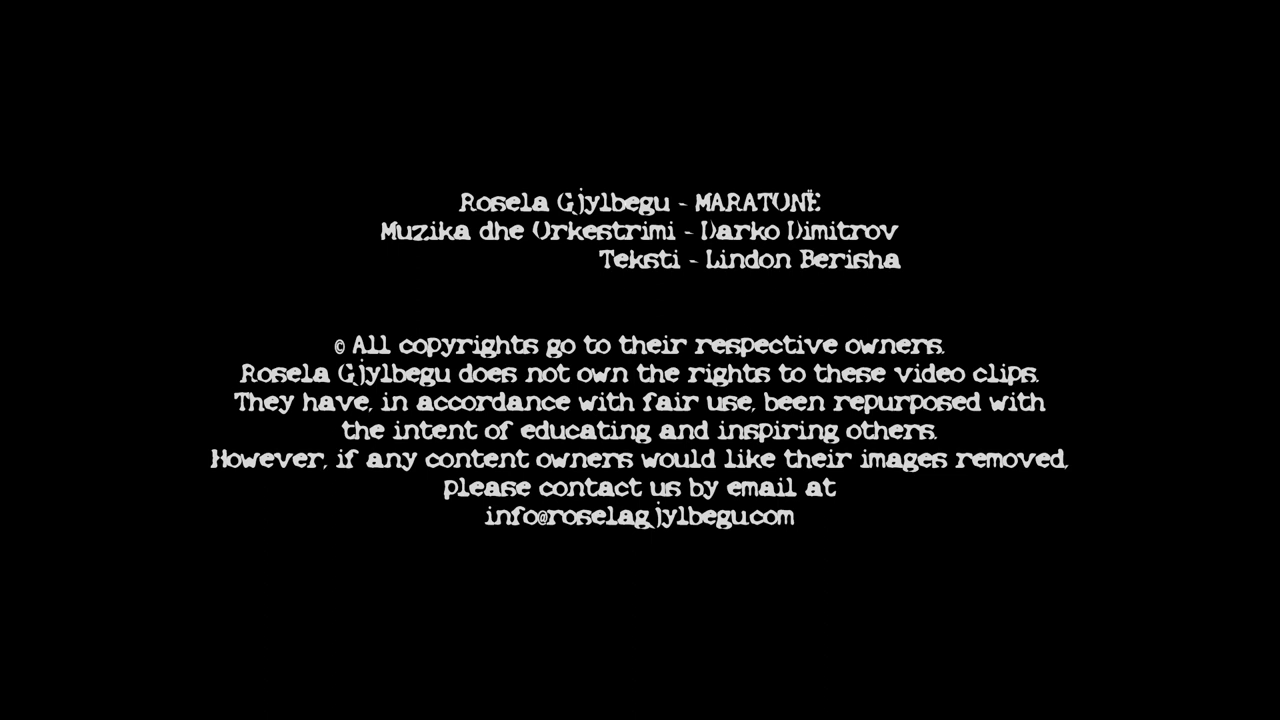 Rosela Gjylbegu - MARATONË
Muzika dhe Orkestrimi - Darko Dimitrov
Teksti - Lindon Berisha
© All copyrights go to their respective owners.
Rosela Gjylbegu does not own the rights to these video clips.
They have, in accordance with fair use, been repurposed with
the intent of educating and inspiring others.
However, if any content owners would like their images removed,
please contact us by email at
info@roselagjylbegu.com